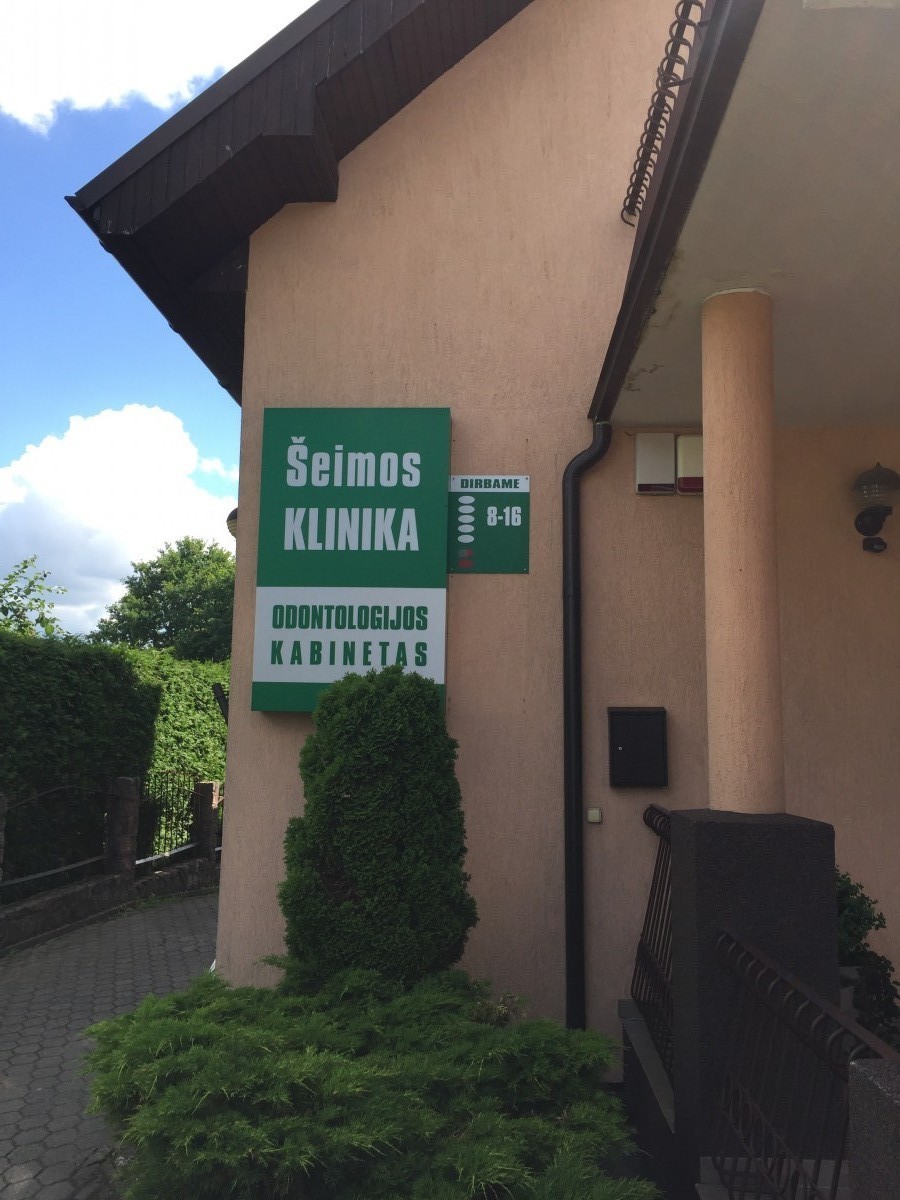 Šeimos
KLINIKA
ODONTOLOGIJOS
KABINETAS
DIRBAME
8-16